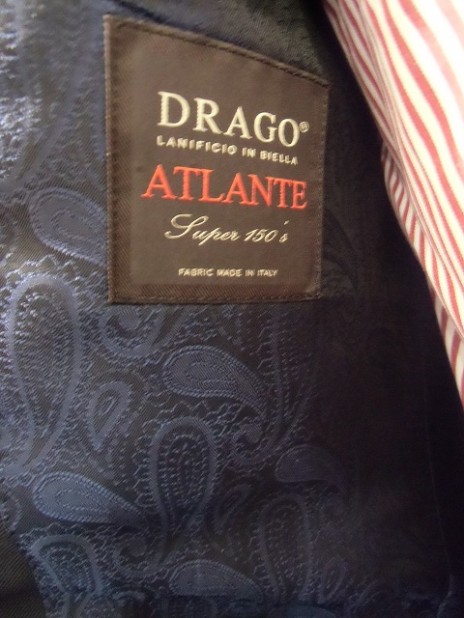 DRAGO®
LANIFICIO IN BIELLA
ATLANTE
Super 150's
FABRIC MADE IN ITALY